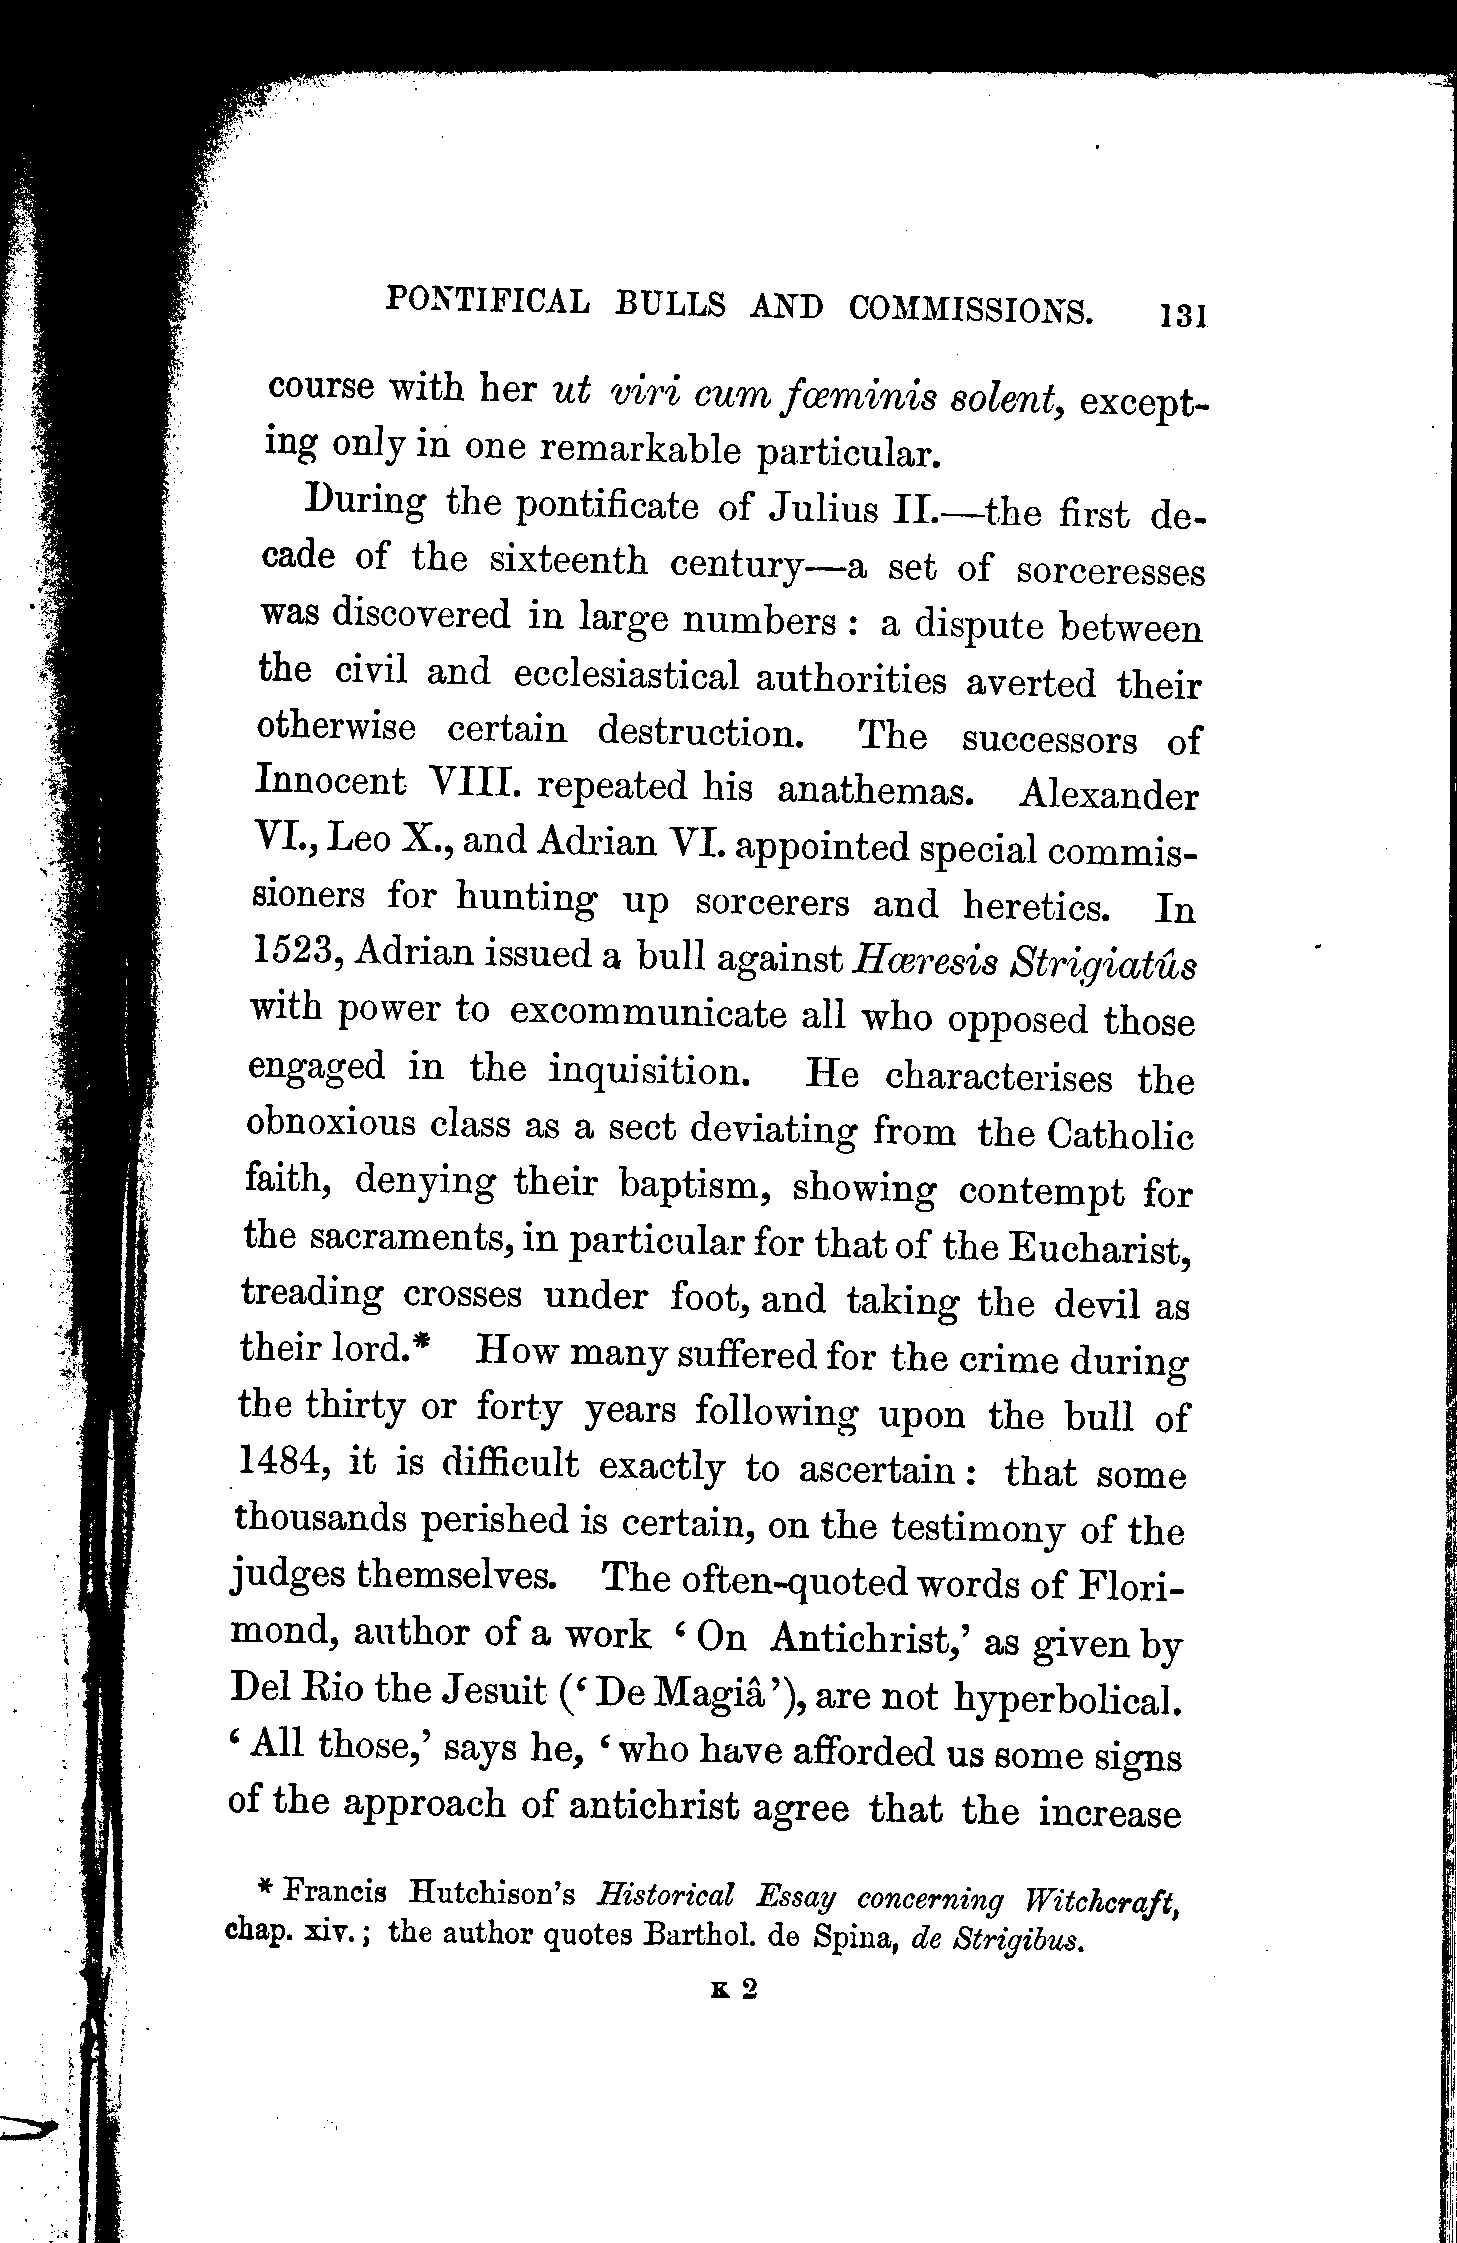 PONTIFICAL BULLS AND COMMISSIONS. 131
course with her ut viri cum fœminis solent, except-
ing only in one remarkable particular.
During the pontificate of Julius II.—the first de-
cade of the sixteenth century—a set of sorceresses
was discovered in large numbers : a dispute between
the civil and ecclesiastical authorities averted their
otherwise certain destruction. The successors of
Innocent VIII. repeated his anathemas. Alexander
VI., Leo X., and Adrian VI. appointed special commis-
sioners for hunting up sorcerers and heretics. In
1523, Adrian issued a bull against Hæresis Strigiatûs
with power to excommunicate all who opposed those
engaged in the inquisition. He characterises the
obnoxious class as a sect deviating from the Catholic
faith, denying their baptism, showing contempt for
the sacraments, in particular for that of the Eucharist,
treading crosses under foot, and taking the devil as
their lord.* How many suffered for the crime during
the thirty or forty years following upon the bull of
1484, it is difficult exactly to ascertain : that some
thousands perished is certain, on the testimony of the
judges themselves. The often-quoted words of Flori-
mond, author of a work ‘ On Antichrist,’ as given by
Del Rio the Jesuit (‘ De Magiâ ’), are not hyperbolical.
‘ All those,’ says he, ‘ who have afforded us some signs
of the approach of antichrist agree that the increase
* Francis Hutchison’s Historical Essay concerning Witchcraft,
chap. xiv. ; the author quotes Barthol. de Spina, de Strigibus.
K 2